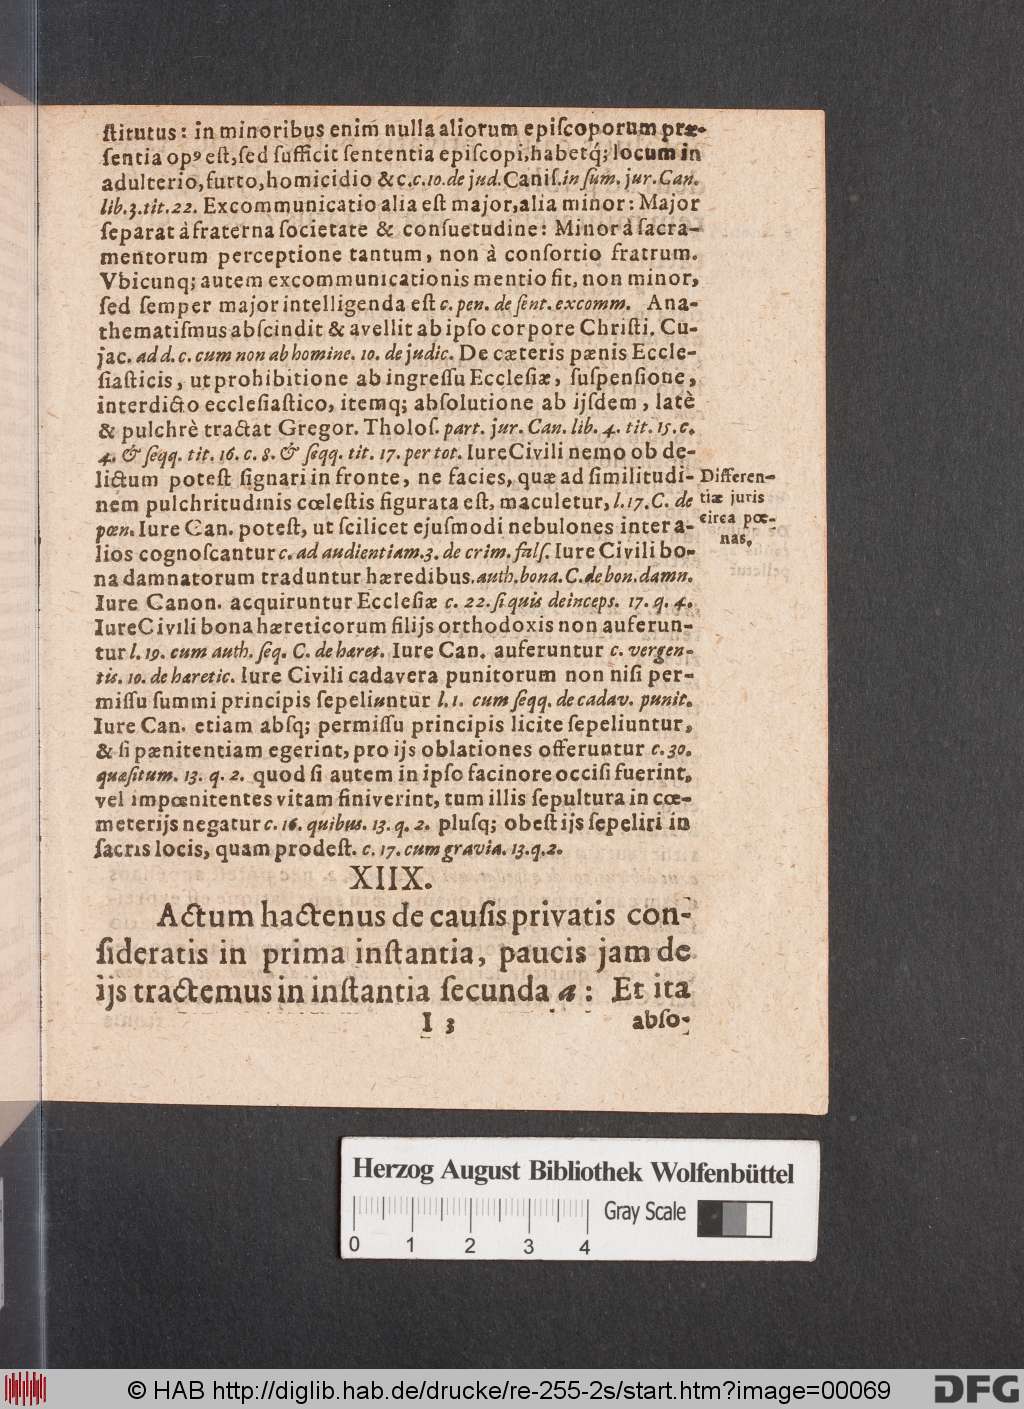 ſtitutus: in minoribus enim nulla aliorum epiſcoporum præ-
ſentia opꝰ eſt, ſed ſufficit ſententia epiſcopi, habetq́; locum in
adulterio, furto, homicidio &c. c. 10. de jud. Caniſ. in ſum. jur. Can.
lib. 3. tit. 22. Excommunicatio alia eſt major, alia minor: Major
ſeparat à fraterna ſocietate & conſuetudine: Minor à ſacra-
mentorum perceptione tantum, non à conſortio fratrum.
Vbicunq; autem excommunicationis mentio fit, non minor,
ſed ſemper major intelligenda eſt c. pen. de ſent. excomm. Ana-
thematiſmus abſcindit & avellit ab ipſo corpore Chriſti. Cu-
jac. ad d. c. cum non ab homine. 10. de judic. De cæteris pænis Eccle-
ſiaſticis, ut prohibitione ab ingreſſu Eccleſiæ, ſuſpenſione,
interdicto eccleſiaſtico, itemq; abſolutione ab ijſdem, latè
& pulchrè tractat Gregor. Tholoſ. part. jur. Can. lib. 4. tit. 15. c.
4. & ſeqq. tit. 16. c. 8. & ſeqq. tit. 17. per tot. Iure Civili nemo ob de-
lictum poteſt ſignari in fronte, ne facies, quæ ad ſimilitudi-
nem pulchritudinis cœleſtis figurata eſt, maculetur, l. 17. C. de
pœn. Iure Can. poteſt, ut ſcilicet ejuſmodi nebulones inter a-
lios cognoſcantur c. ad audientiam. 3. de crim. falſ. Iure Civili bo-
na damnatorum traduntur hæredibus. auth. bona. C. de bon. damn.
Iure Canon. acquiruntur Eccleſiæ c. 22. ſi quis deinceps. 17. q. 4.
Iure Civili bona hæreticorum filijs orthodoxis non auferun-
tur l. 19. cum auth. ſeq. C. de hæret. Iure Can. auferuntur c. vergen-
tis. 10. de hæretic. Iure Civili cadavera punitorum non niſi per-
miſſu ſummi principis ſepeliuntur l. 1. cum ſeqq. de cadav. punit.
Iure Can. etiam abſq; permiſſu principis licite ſepeliuntur,
& ſi pænitentiam egerint, pro ijs oblationes offeruntur c. 30.
quæſitum. 13. q. 2. quod ſi autem in ipſo facinore occiſi fuerint,
vel impœnitentes vitam finiverint, tum illis ſepultura in cœ-
meterijs negatur c. 16. quibus. 13. q. 2. pluſq; obeſt ijs ſepeliri in
ſacris locis, quam prodeſt. c. 17. cum gravia. 13. q. 2.
Differen-
tiæ juris
circa pœ-
nas.
XIIX.
Actum hactenus de cauſis privatis con-
ſideratis in prima inſtantia, paucis jam de
ijs tractemus in inſtantia ſecunda a: Et ita
I 3
abſo-
Herzog August Bibliothek Wolfenbüttel
Gray Scale
0 1 2 3 4
© HAB http://diglib.hab.de/drucke/re-255-2s/start.htm?image=00069
DFG